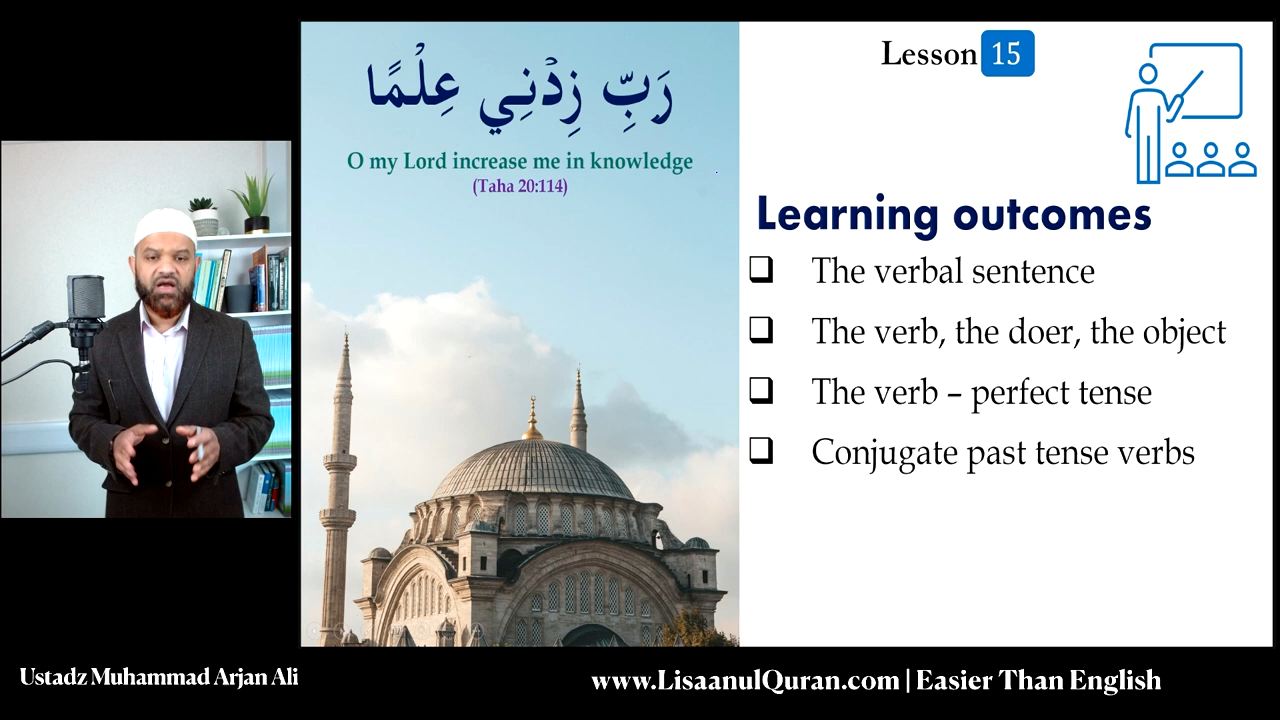 رَبِّ زِدْنِي عِلْمًا
O my Lord increase me in knowledge
(Taha 20:114)
Lesson 15
Learning outcomes
❑ The verbal sentence
❑ The verb, the doer, the object
❑ The verb – perfect tense
❑ Conjugate past tense verbs
Ustadz Muhammad Arjan Ali
www.LisaanulQuran.com | Easier Than English